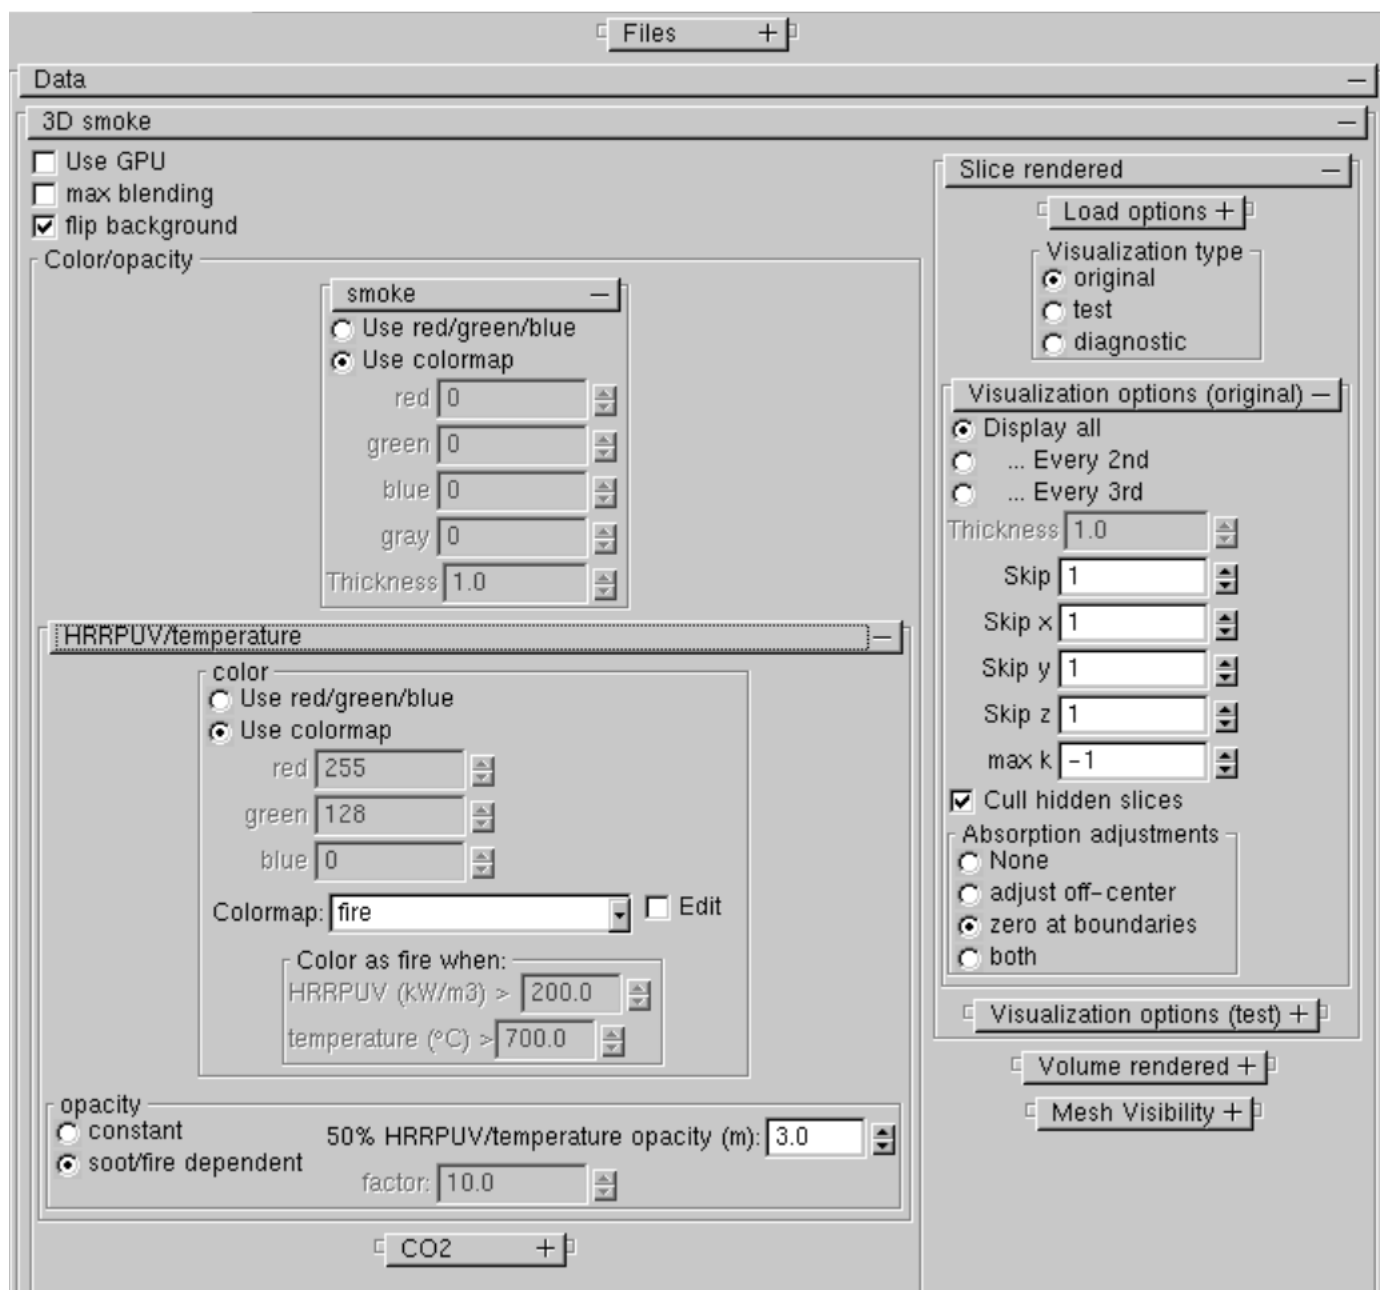 Files +
Data –
3D smoke –
Use GPU
max blending
flip background
Color/opacity
smoke –
Use red/green/blue
Use colormap
red 0
green 0
blue 0
gray 0
Thickness 1.0
HRRPUV/temperature –
color
Use red/green/blue
Use colormap
red 255
green 128
blue 0
Colormap: fire Edit
Color as fire when:
HRRPUV (kW/m3) > 200.0
temperature (°C) > 700.0
opacity
constant
soot/fire dependent
50% HRRPUV/temperature opacity (m): 3.0
factor: 10.0
CO2 +
Slice rendered –
Load options +
Visualization type
original
test
diagnostic
Visualization options (original) –
Display all
... Every 2nd
... Every 3rd
Thickness 1.0
Skip 1
Skip x 1
Skip y 1
Skip z 1
max k -1
Cull hidden slices
Absorption adjustments
None
adjust off-center
zero at boundaries
both
Visualization options (test) +
Volume rendered +
Mesh Visibility +